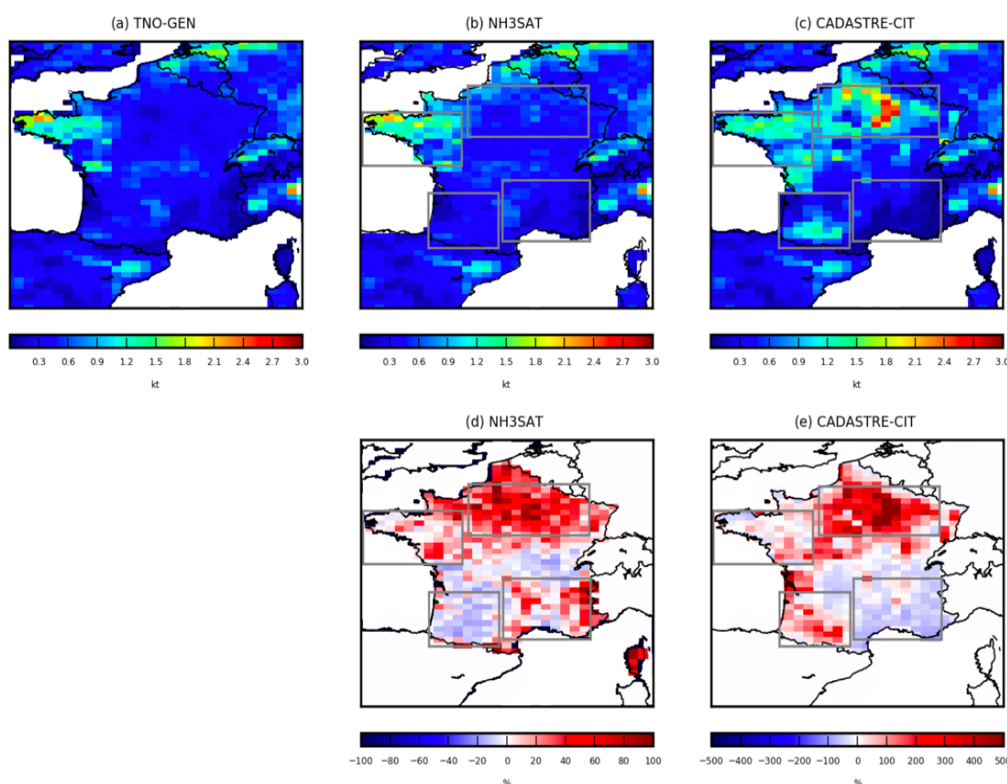 (a) TNO-GEN
(b) NH3SAT
(c) CADASTRE-CIT
0.3 0.6 0.9 1.2 1.5 1.8 2.1 2.4 2.7 3.0
kt
0.3 0.6 0.9 1.2 1.5 1.8 2.1 2.4 2.7 3.0
kt
0.3 0.6 0.9 1.2 1.5 1.8 2.1 2.4 2.7 3.0
kt
(d) NH3SAT
(e) CADASTRE-CIT
−100 −80 −60 −40 −20 0 20 40 60 80 100
%
−500 −400 −300 −200 −100 0 100 200 300 400 500
%